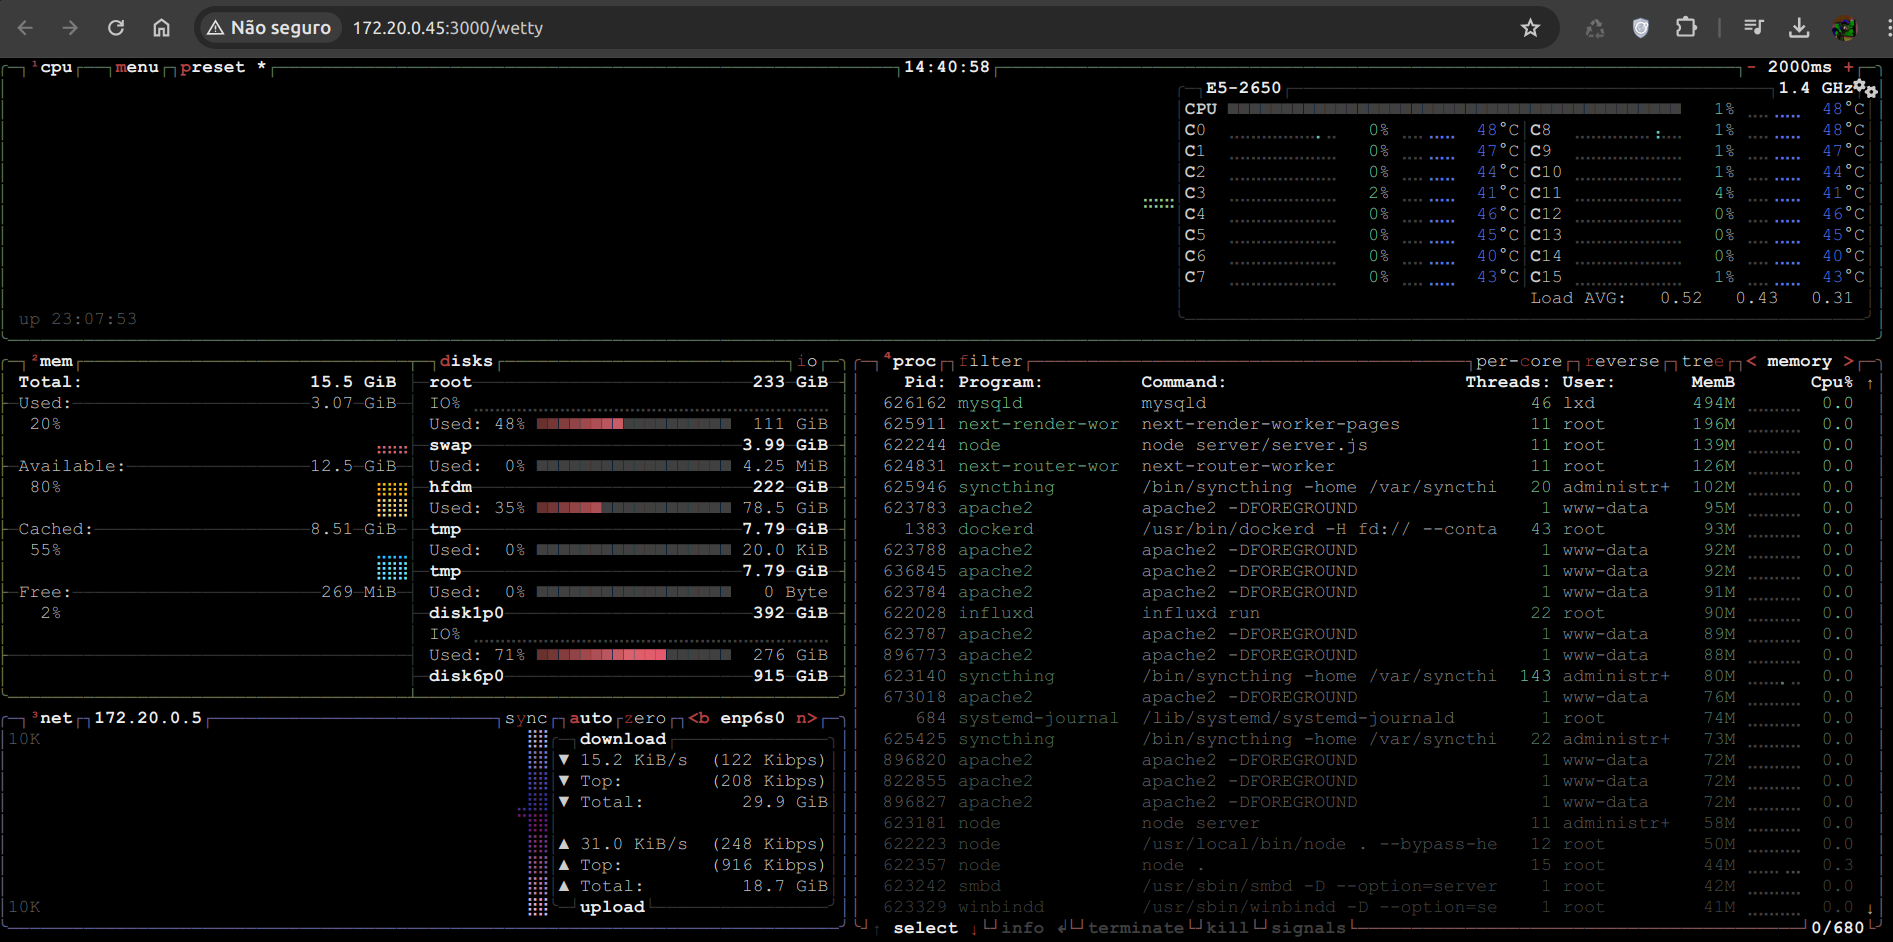 Não seguro 172.20.0.45:3000/wetty
¹cpu menu preset * 14:40:58 - 2000ms +
E5-2650 1.4 GHz
CPU 1% 48°C
C0 0% 48°C C8 1% 48°C
C1 0% 47°C C9 1% 47°C
C2 0% 44°C C10 1% 44°C
C3 2% 41°C C11 4% 41°C
C4 0% 46°C C12 0% 46°C
C5 0% 45°C C13 0% 45°C
C6 0% 40°C C14 0% 40°C
C7 0% 43°C C15 1% 43°C
Load AVG: 0.52 0.43 0.31
up 23:07:53
²mem
Total: 15.5 GiB
Used: 3.07 GiB
20%
Available: 12.5 GiB
80%
Cached: 8.51 GiB
55%
Free: 269 MiB
2%
disks io
root 233 GiB
IO%
Used: 48% 111 GiB
swap 3.99 GiB
Used: 0% 4.25 MiB
hfdm 222 GiB
Used: 35% 78.5 GiB
tmp 7.79 GiB
Used: 0% 20.0 KiB
tmp 7.79 GiB
Used: 0% 0 Byte
disk1p0 392 GiB
IO%
Used: 71% 276 GiB
disk6p0 915 GiB
³net 172.20.0.5 sync auto zero <b enp6s0 n>
10K
download
▼ 15.2 KiB/s (122 Kibps)
▼ Top: (208 Kibps)
▼ Total: 29.9 GiB
▲ 31.0 KiB/s (248 Kibps)
▲ Top: (916 Kibps)
▲ Total: 18.7 GiB
10K
upload
⁴proc filter per-core reverse tree < memory >
Pid: Program: Command: Threads: User: MemB Cpu% ↑
626162 mysqld mysqld 46 lxd 494M 0.0
625911 next-render-wor next-render-worker-pages 11 root 196M 0.0
622244 node node server/server.js 11 root 139M 0.0
624831 next-router-wor next-router-worker 11 root 126M 0.0
625946 syncthing /bin/syncthing -home /var/syncthi 20 administr+ 102M 0.0
623783 apache2 apache2 -DFOREGROUND 1 www-data 95M 0.0
1383 dockerd /usr/bin/dockerd -H fd:// --conta 43 root 93M 0.0
623788 apache2 apache2 -DFOREGROUND 1 www-data 92M 0.0
636845 apache2 apache2 -DFOREGROUND 1 www-data 92M 0.0
623784 apache2 apache2 -DFOREGROUND 1 www-data 91M 0.0
622028 influxd influxd run 22 root 90M 0.0
623787 apache2 apache2 -DFOREGROUND 1 www-data 89M 0.0
896773 apache2 apache2 -DFOREGROUND 1 www-data 88M 0.0
623140 syncthing /bin/syncthing -home /var/syncthi 143 administr+ 80M 0.0
673018 apache2 apache2 -DFOREGROUND 1 www-data 76M 0.0
684 systemd-journal /lib/systemd/systemd-journald 1 root 74M 0.0
625425 syncthing /bin/syncthing -home /var/syncthi 22 administr+ 73M 0.0
896820 apache2 apache2 -DFOREGROUND 1 www-data 72M 0.0
822855 apache2 apache2 -DFOREGROUND 1 www-data 72M 0.0
896827 apache2 apache2 -DFOREGROUND 1 www-data 72M 0.0
623181 node node server 11 administr+ 58M 0.0
622223 node /usr/local/bin/node . --bypass-he 12 root 50M 0.0
622357 node node . 15 root 44M 0.3
623242 smbd /usr/sbin/smbd -D --option=server 1 root 42M 0.0
623329 winbindd /usr/sbin/winbindd -D --option=se 1 root 41M 0.0 ↓
↑ select ↓ info ↲ terminate kill signals 0/680